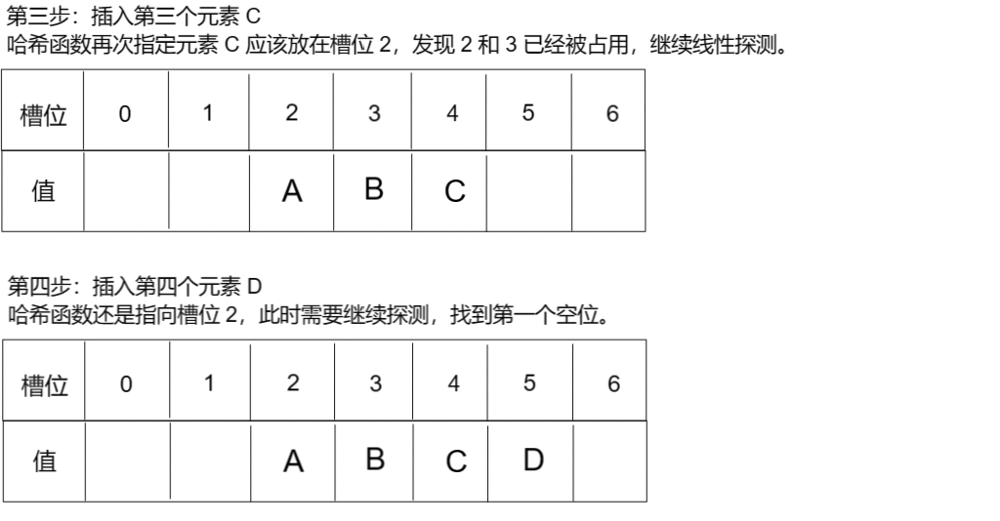 第三步：插入第三个元素 C
哈希函数再次指定元素 C 应该放在槽位 2，发现 2 和 3 已经被占用，继续线性探测。
槽位 0 1 2 3 4 5 6
值 A B C
第四步：插入第四个元素 D
哈希函数还是指向槽位 2，此时需要继续探测，找到第一个空位。
槽位 0 1 2 3 4 5 6
值 A B C D